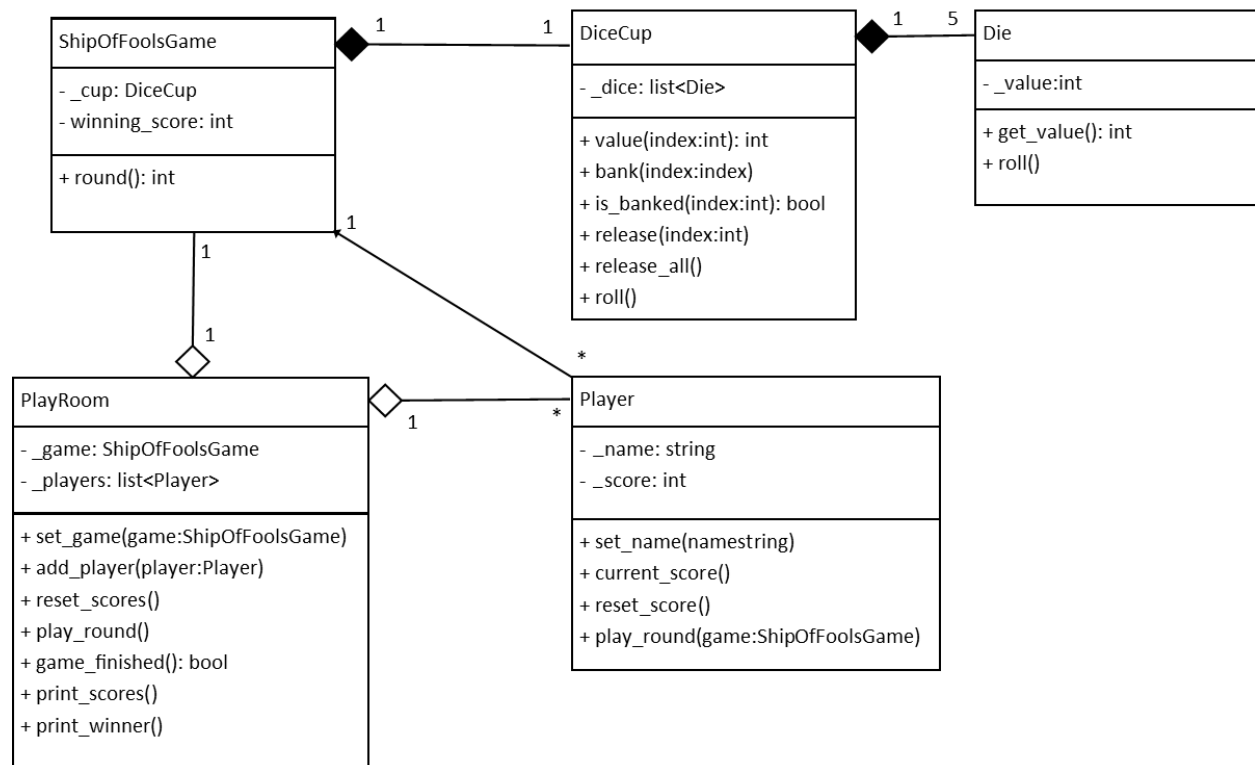 ShipOfFoolsGame
- _cup: DiceCup
- winning_score: int
+ round(): int
1
1
DiceCup
- _dice: list<Die>
+ value(index:int): int
+ bank(index:index)
+ is_banked(index:int): bool
+ release(index:int)
+ release_all()
+ roll()
1
5
Die
- _value:int
+ get_value(): int
+ roll()
1
1
1
*
PlayRoom
- _game: ShipOfFoolsGame
- _players: list<Player>
+ set_game(game:ShipOfFoolsGame)
+ add_player(player:Player)
+ reset_scores()
+ play_round()
+ game_finished(): bool
+ print_scores()
+ print_winner()
1
*
Player
- _name: string
- _score: int
+ set_name(namestring)
+ current_score()
+ reset_score()
+ play_round(game:ShipOfFoolsGame)